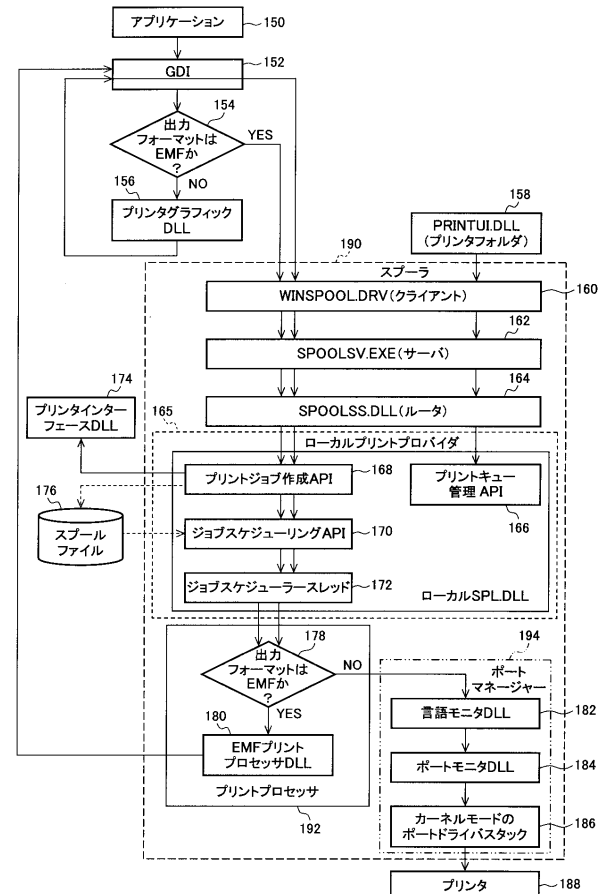 アプリケーション
150
GDI
152
154
出力
フォーマットは
EMFか
?
YES
NO
156
プリンタグラフィック
DLL
158
PRINTUI.DLL
(プリンタフォルダ)
190
スプーラ
WINSPOOL.DRV(クライアント)
160
162
SPOOLSV.EXE(サーバ)
164
SPOOLSS.DLL(ルータ)
174
プリンタインター
フェースDLL
165
ローカルプリントプロバイダ
プリントジョブ作成API
168
プリントキュー
管理 API
166
176
スプール
ファイル
ジョブスケジューリングAPI
170
ジョブスケジューラースレッド
172
ローカルSPL.DLL
178
出力
フォーマットは
EMFか
?
NO
YES
194
ポート
マネージャー
180
EMFプリント
プロセッサDLL
プリントプロセッサ
192
言語モニタDLL
182
ポートモニタDLL
184
カーネルモードの
ポートドライバスタック
186
プリンタ
188